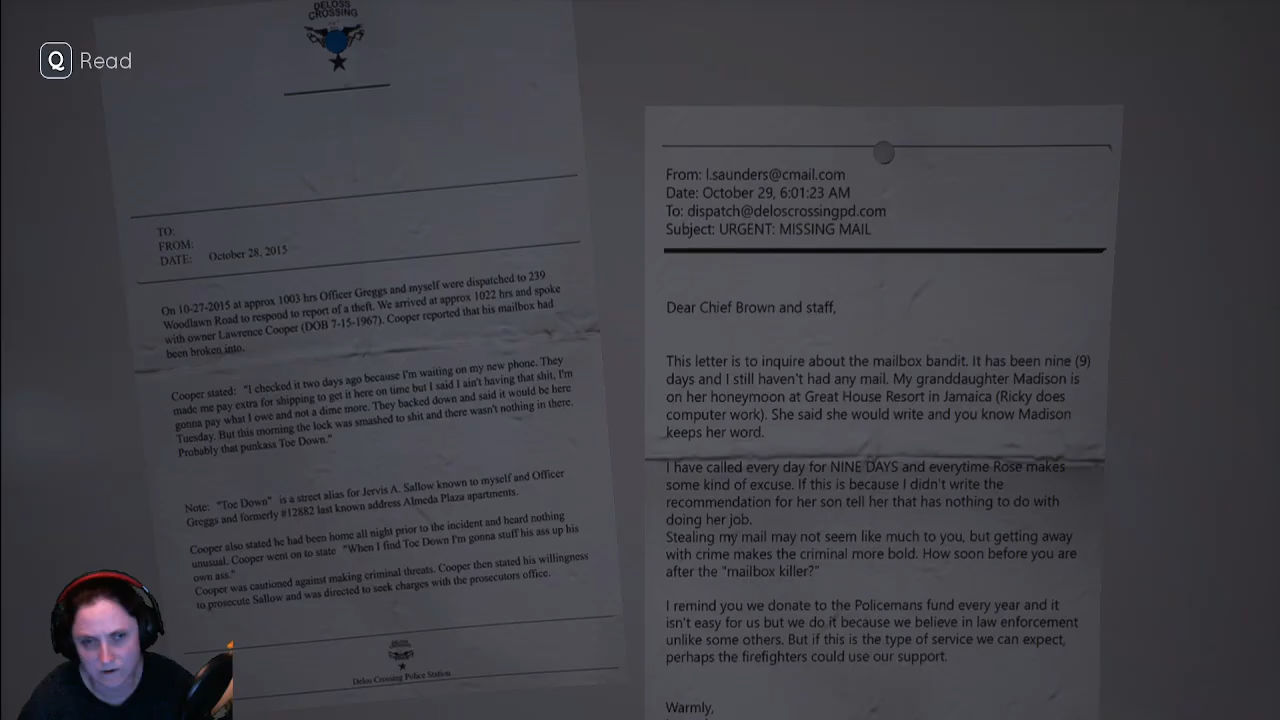 Q Read
DELOSS
CROSSING
TO:
FROM:
DATE: October 28, 2015
On 10-27-2015 at approx 1003 hrs Officer Greggs and myself were dispatched to 239
Woodlawn Road to respond to report of a theft. We arrived at approx 1022 hrs and spoke
with owner Lawrence Cooper (DOB 7-15-1967). Cooper reported that his mailbox had
been broken into.
Cooper stated: "I checked it two days ago because I'm waiting on my new phone. They
made me pay extra for shipping to get it here on time but I said I ain't having that shit, I'm
gonna pay what I owe and not a dime more. They backed down and said it would be here
Tuesday. But this morning the lock was smashed to shit and there wasn't nothing in there.
Probably that punkass Toe Down."
Note: "Toe Down" is a street alias for Jervis A. Sallow known to myself and Officer
Greggs and formerly #12882 last known address Almeda Plaza apartments.
Cooper also stated he had been home all night prior to the incident and heard nothing
unusual. Cooper went on to state "When I find Toe Down I'm gonna stuff his ass up his
own ass."
Cooper was cautioned against making criminal threats. Cooper then stated his willingness
to prosecute Sallow and was directed to seek charges with the prosecutors office.
Delos Crossing Police Station
From: l.saunders@cmail.com
Date: October 29, 6:01:23 AM
To: dispatch@deloscrossingpd.com
Subject: URGENT: MISSING MAIL
Dear Chief Brown and staff,
This letter is to inquire about the mailbox bandit. It has been nine (9)
days and I still haven't had any mail. My granddaughter Madison is
on her honeymoon at Great House Resort in Jamaica (Ricky does
computer work). She said she would write and you know Madison
keeps her word.
I have called every day for NINE DAYS and everytime Rose makes
some kind of excuse. If this is because I didn't write the
recommendation for her son tell her that has nothing to do with
doing her job.
Stealing my mail may not seem like much to you, but getting away
with crime makes the criminal more bold. How soon before you are
after the "mailbox killer?"
I remind you we donate to the Policemans fund every year and it
isn't easy for us but we do it because we believe in law enforcement
unlike some others. But if this is the type of service we can expect,
perhaps the firefighters could use our support.
Warmly,